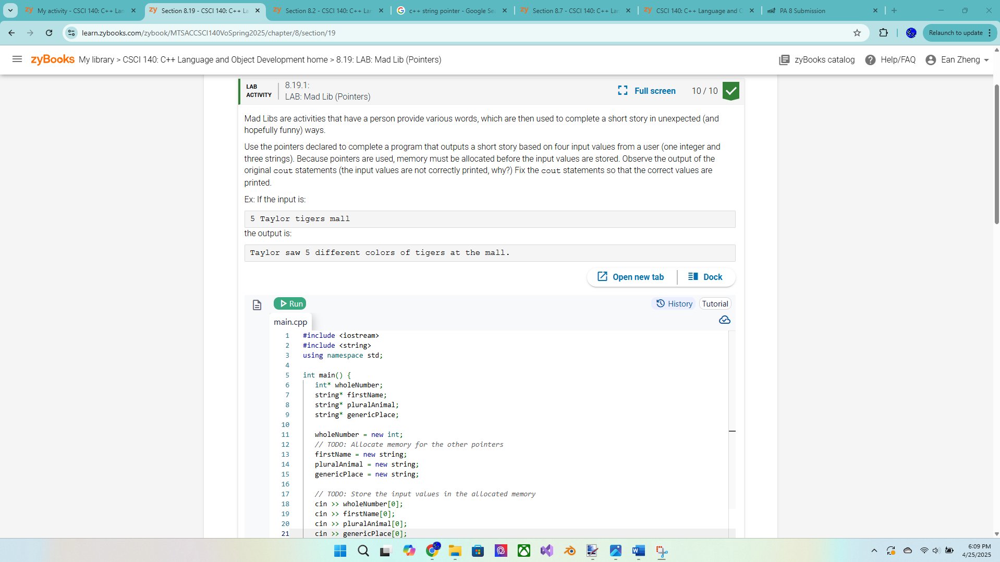 My activity - CSCI 140: C++ Lan
Section 8.19 - CSCI 140: C++ La
Section 8.2 - CSCI 140: C++ Lan
c++ string pointer - Google Se
Section 8.7 - CSCI 140: C++ Lan
CSCI 140: C++ Language and C
PA 8 Submission
learn.zybooks.com/zybook/MTSACCSCI140VoSpring2025/chapter/8/section/19
Relaunch to update
zyBooks My library > CSCI 140: C++ Language and Object Development home > 8.19: LAB: Mad Lib (Pointers)
zyBooks catalog
Help/FAQ
Ean Zheng
LAB ACTIVITY
8.19.1:
LAB: Mad Lib (Pointers)
Full screen
10 / 10
Mad Libs are activities that have a person provide various words, which are then used to complete a short story in unexpected (and
hopefully funny) ways.
Use the pointers declared to complete a program that outputs a short story based on four input values from a user (one integer and
three strings). Because pointers are used, memory must be allocated before the input values are stored. Observe the output of the
original cout statements (the input values are not correctly printed, why?) Fix the cout statements so that the correct values are
printed.
Ex: If the input is:
5 Taylor tigers mall
the output is:
Taylor saw 5 different colors of tigers at the mall.
Open new tab
Dock
Run
History
Tutorial
main.cpp
1 #include <iostream>
2 #include <string>
3 using namespace std;
4
5 int main() {
6 int* wholeNumber;
7 string* firstName;
8 string* pluralAnimal;
9 string* genericPlace;
10
11 wholeNumber = new int;
12 // TODO: Allocate memory for the other pointers
13 firstName = new string;
14 pluralAnimal = new string;
15 genericPlace = new string;
16
17 // TODO: Store the input values in the allocated memory
18 cin >> wholeNumber[0];
19 cin >> firstName[0];
20 cin >> pluralAnimal[0];
21 cin >> genericPlace[0];
6:09 PM
4/25/2025